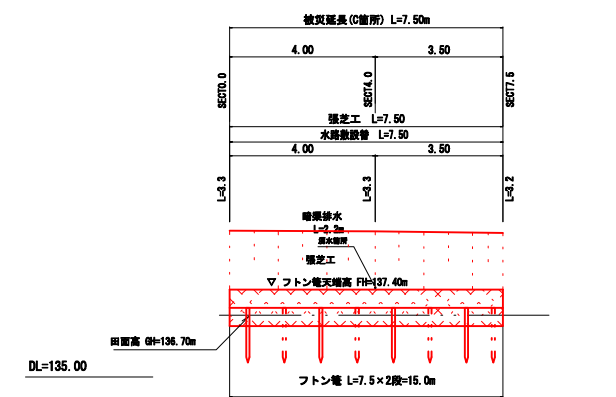 被災延長(C箇所) L=7.50m
4.00 3.50
SECT0.0
SECT4.0
SECT7.5
張芝工 L=7.50
水路敷設替 L=7.50
4.00 3.50
L=3.3
L=3.3
L=3.2
暗渠排水
L=2.2m
湧水箇所
張芝工
▽ フトン篭天端高 FH=137.40m
田面高 GH=136.70m
DL=135.00
フトン篭 L=7.5×2段=15.0m